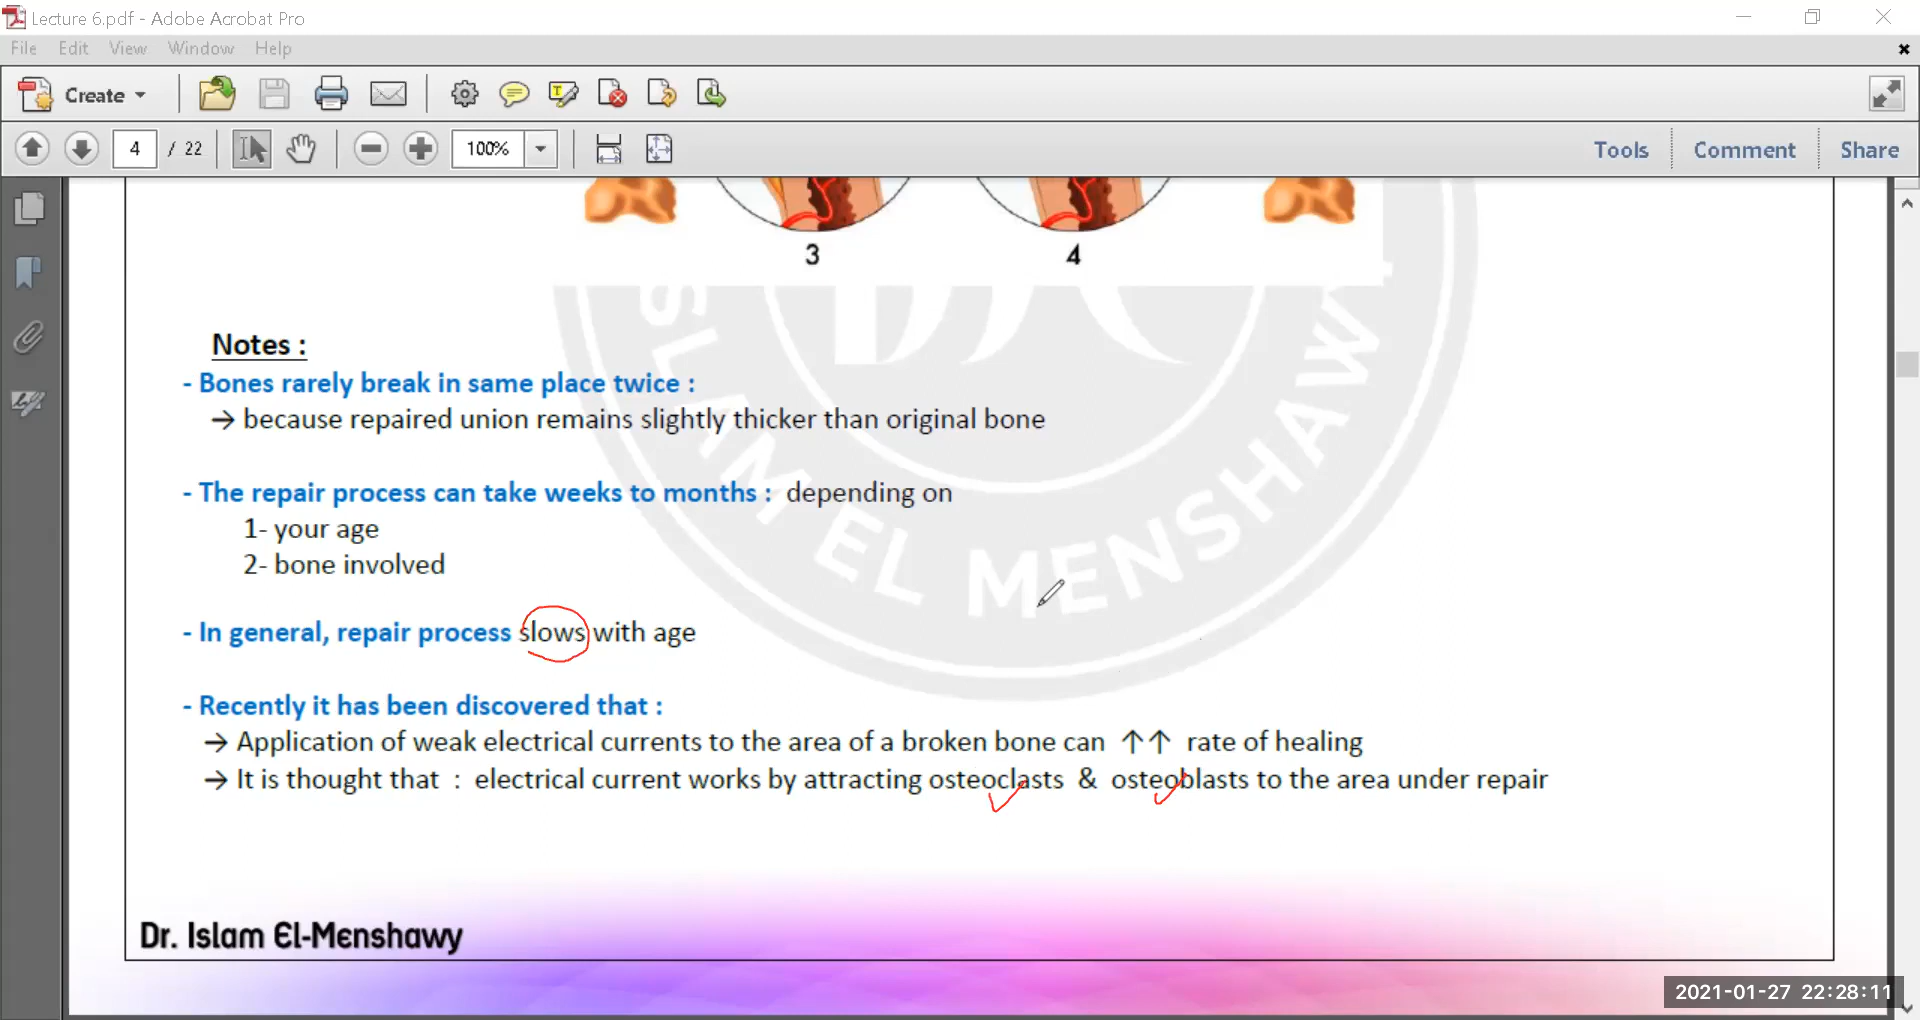 Lecture 6.pdf - Adobe Acrobat Pro
File Edit View Window Help
Create
4 / 22 100% Tools Comment Share
3 4
Notes :
- Bones rarely break in same place twice :
→ because repaired union remains slightly thicker than original bone
- The repair process can take weeks to months : depending on
1- your age
2- bone involved
- In general, repair process slows with age
- Recently it has been discovered that :
→ Application of weak electrical currents to the area of a broken bone can ↑↑ rate of healing
→ It is thought that : electrical current works by attracting osteoclasts & osteoblasts to the area under repair
Dr. Islam El-Menshawy
SLAM EL MENSHAW
2021-01-27 22:28:11